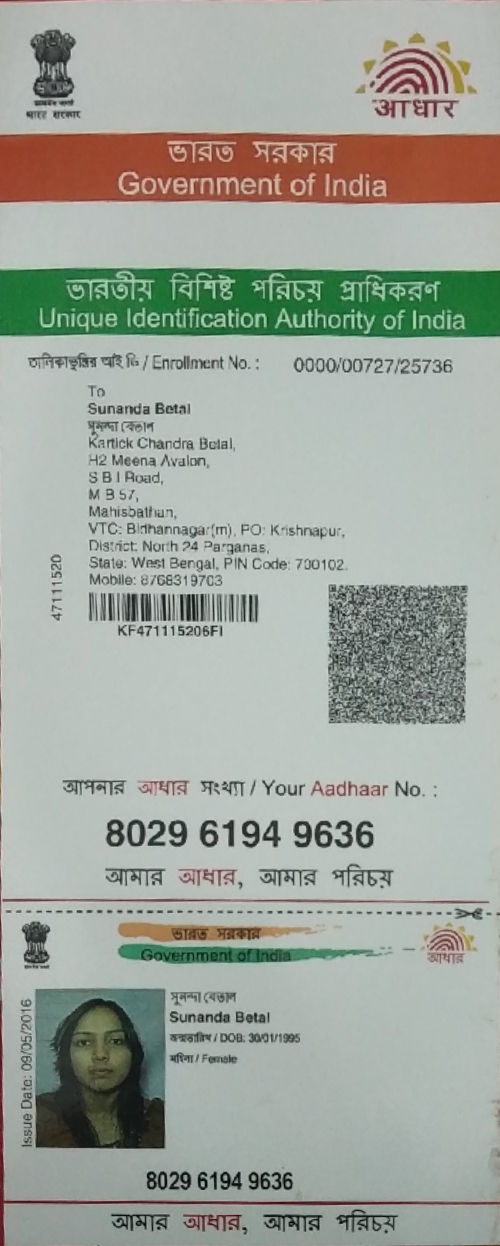 भारत सरकार
आधार
ভারত সরকার
Government of India
ভারতীয় বিশিষ্ট পরিচয় প্রাধিকরণ
Unique Identification Authority of India
তালিকাভুক্তির আই ডি / Enrollment No. : 0000/00727/25736
To
Sunanda Betal
সুনন্দা বেতাল
Kartick Chandra Betal,
H2 Meena Avalon,
S B I Road,
M B 57,
Mahisbathan,
VTC: Bidhannagar(m), PO: Krishnapur,
District: North 24 Parganas,
State: West Bengal, PIN Code: 700102,
Mobile: 8768319703
47111520
KF471115206FI
আপনার আধার সংখ্যা / Your Aadhaar No. :
8029 6194 9636
আমার আধার, আমার পরিচয়
ভারত সরকার
Government of India
আধার
Issue Date: 09/05/2016
সুনন্দা বেতাল
Sunanda Betal
জন্মতারিখ / DOB: 30/01/1995
মহিলা / Female
8029 6194 9636
আমার আধার, আমার পরিচয়